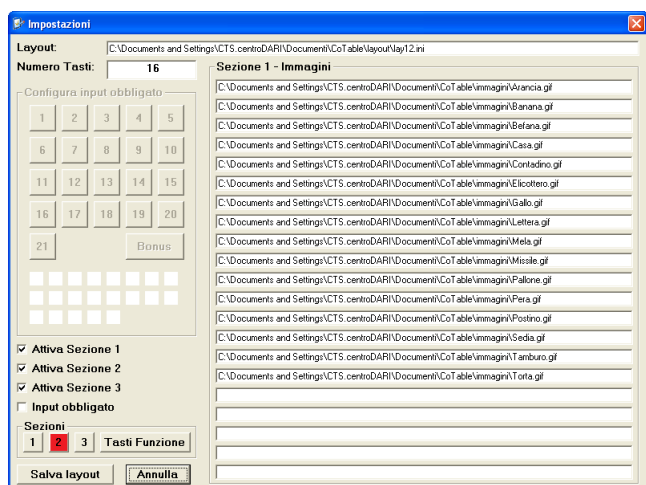 Impostazioni
Layout: C:\Documents and Settings\CTS.centroDARI\Documenti\CoTable\layout\lay12.ini
Numero Tasti: 16
Configura input obbligato
1 2 3 4 5
6 7 8 9 10
11 12 13 14 15
16 17 18 19 20
21 Bonus
Attiva Sezione 1
Attiva Sezione 2
Attiva Sezione 3
Input obbligato
Sezioni
1 2 3 Tasti Funzione
Salva layout Annulla
Sezione 1 - Immagini
C:\Documents and Settings\CTS.centroDARI\Documenti\CoTable\immagini\Arancia.gif
C:\Documents and Settings\CTS.centroDARI\Documenti\CoTable\immagini\Banana.gif
C:\Documents and Settings\CTS.centroDARI\Documenti\CoTable\immagini\Befana.gif
C:\Documents and Settings\CTS.centroDARI\Documenti\CoTable\immagini\Casa.gif
C:\Documents and Settings\CTS.centroDARI\Documenti\CoTable\immagini\Contadino.gif
C:\Documents and Settings\CTS.centroDARI\Documenti\CoTable\immagini\Elicottero.gif
C:\Documents and Settings\CTS.centroDARI\Documenti\CoTable\immagini\Gallo.gif
C:\Documents and Settings\CTS.centroDARI\Documenti\CoTable\immagini\Lettera.gif
C:\Documents and Settings\CTS.centroDARI\Documenti\CoTable\immagini\Mela.gif
C:\Documents and Settings\CTS.centroDARI\Documenti\CoTable\immagini\Missile.gif
C:\Documents and Settings\CTS.centroDARI\Documenti\CoTable\immagini\Pallone.gif
C:\Documents and Settings\CTS.centroDARI\Documenti\CoTable\immagini\Pera.gif
C:\Documents and Settings\CTS.centroDARI\Documenti\CoTable\immagini\Postino.gif
C:\Documents and Settings\CTS.centroDARI\Documenti\CoTable\immagini\Sedia.gif
C:\Documents and Settings\CTS.centroDARI\Documenti\CoTable\immagini\Tamburo.gif
C:\Documents and Settings\CTS.centroDARI\Documenti\CoTable\immagini\Torta.gif